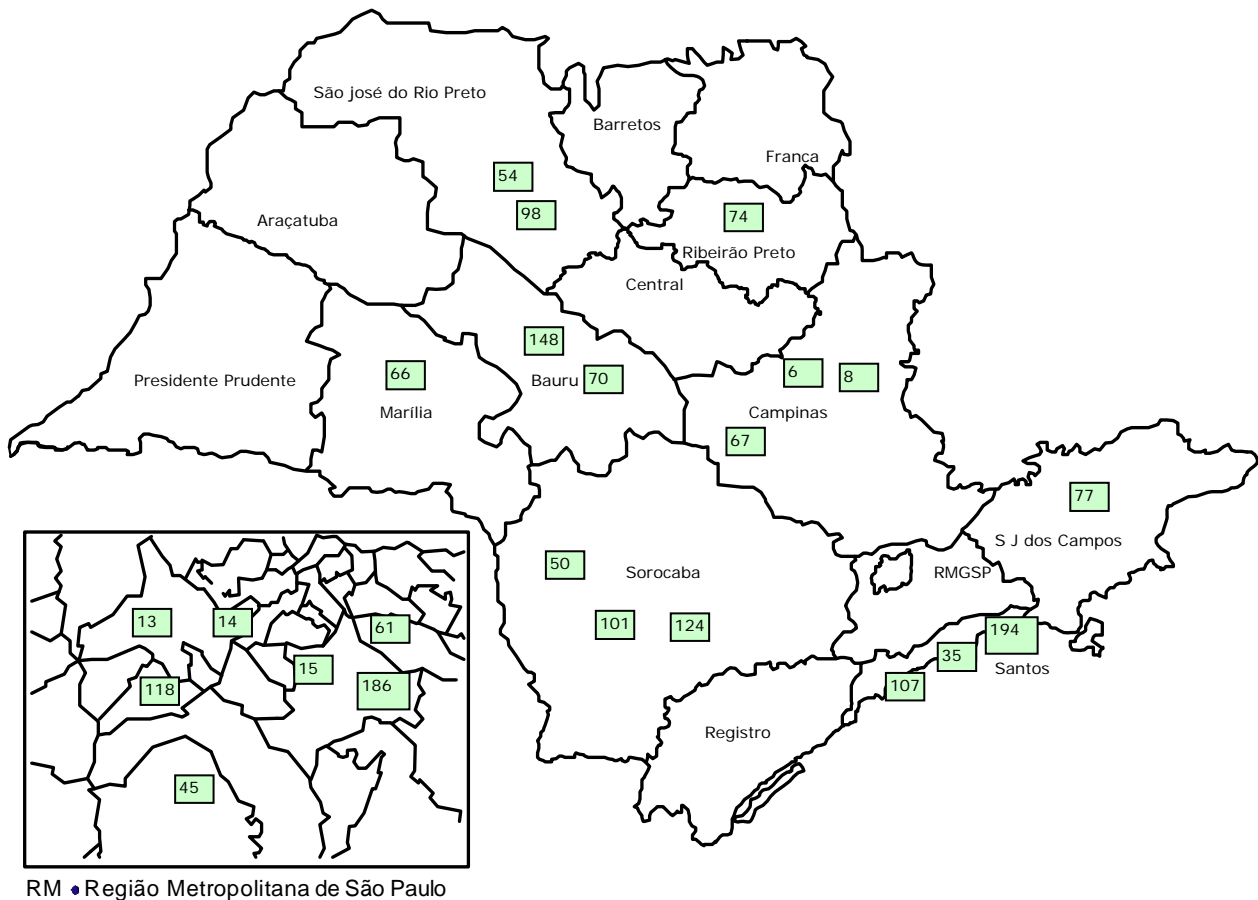 São josé do Rio Preto
Barretos
Franca
54
98
74
Araçatuba
Ribeirão Preto
Central
148
66
Bauru
70
6
8
Presidente Prudente
Marília
Campinas
67
77
S J dos Campos
50
Sorocaba
RMGSP
101
124
194
35
Santos
107
Registro
13
14
61
15
118
186
45
RM • Região Metropolitana de São Paulo